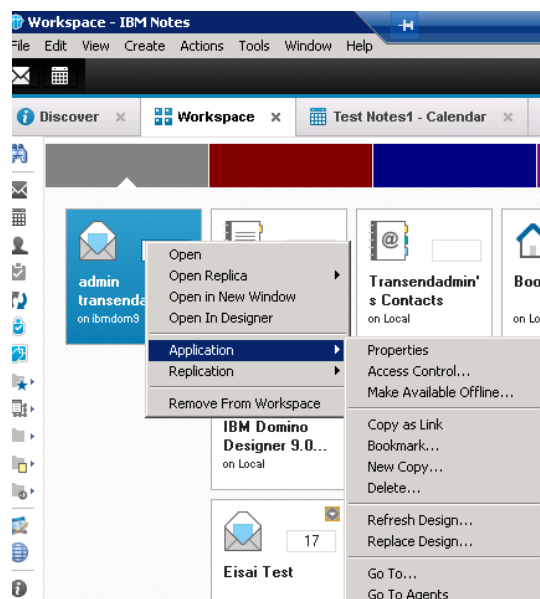 Workspace - IBM Notes
File Edit View Create Actions Tools Window Help
Discover × Workspace × Test Notes1 - Calendar ×
admin
transenda
on ibmdom9
Open
Open Replica
Open in New Window
Open In Designer
Application
Replication
Remove From Workspace
@
Transendadmin'
s Contacts
on Local
Boo
on Lo
Properties
Access Control...
Make Available Offline...
Copy as Link
Bookmark...
New Copy...
Delete...
Refresh Design...
Replace Design...
Go To...
Go To Agents
IBM Domino
Designer 9.0...
on Local
17
Eisai Test